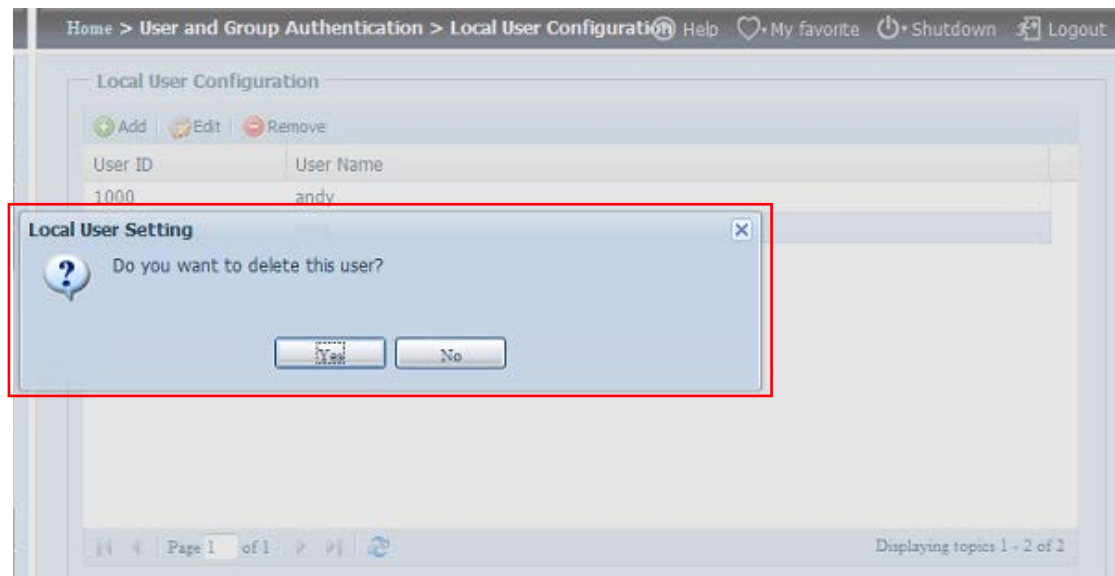 Home > User and Group Authentication > Local User Configuration Help My favorite Shutdown Logout
Local User Configuration
Add Edit Remove
User ID User Name
1000 andy
Local User Setting
Do you want to delete this user?
Yes No
Page 1 of 1 Displaying topics 1 - 2 of 2